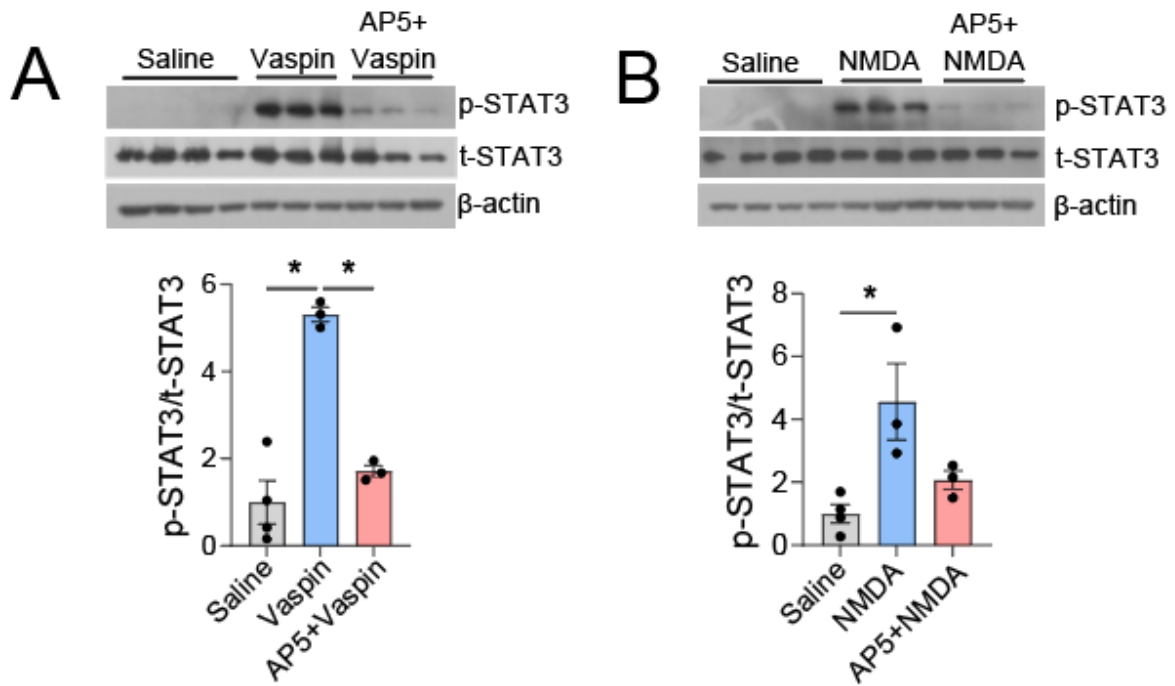 A
Saline
Vaspin
AP5+
Vaspin
p-STAT3
t-STAT3
β-actin
p-STAT3/t-STAT3
6
4
2
0
* *
Saline
Vaspin
AP5+Vaspin
B
Saline
NMDA
AP5+
NMDA
p-STAT3
t-STAT3
β-actin
p-STAT3/t-STAT3
8
6
4
2
0
*
Saline
NMDA
AP5+NMDA